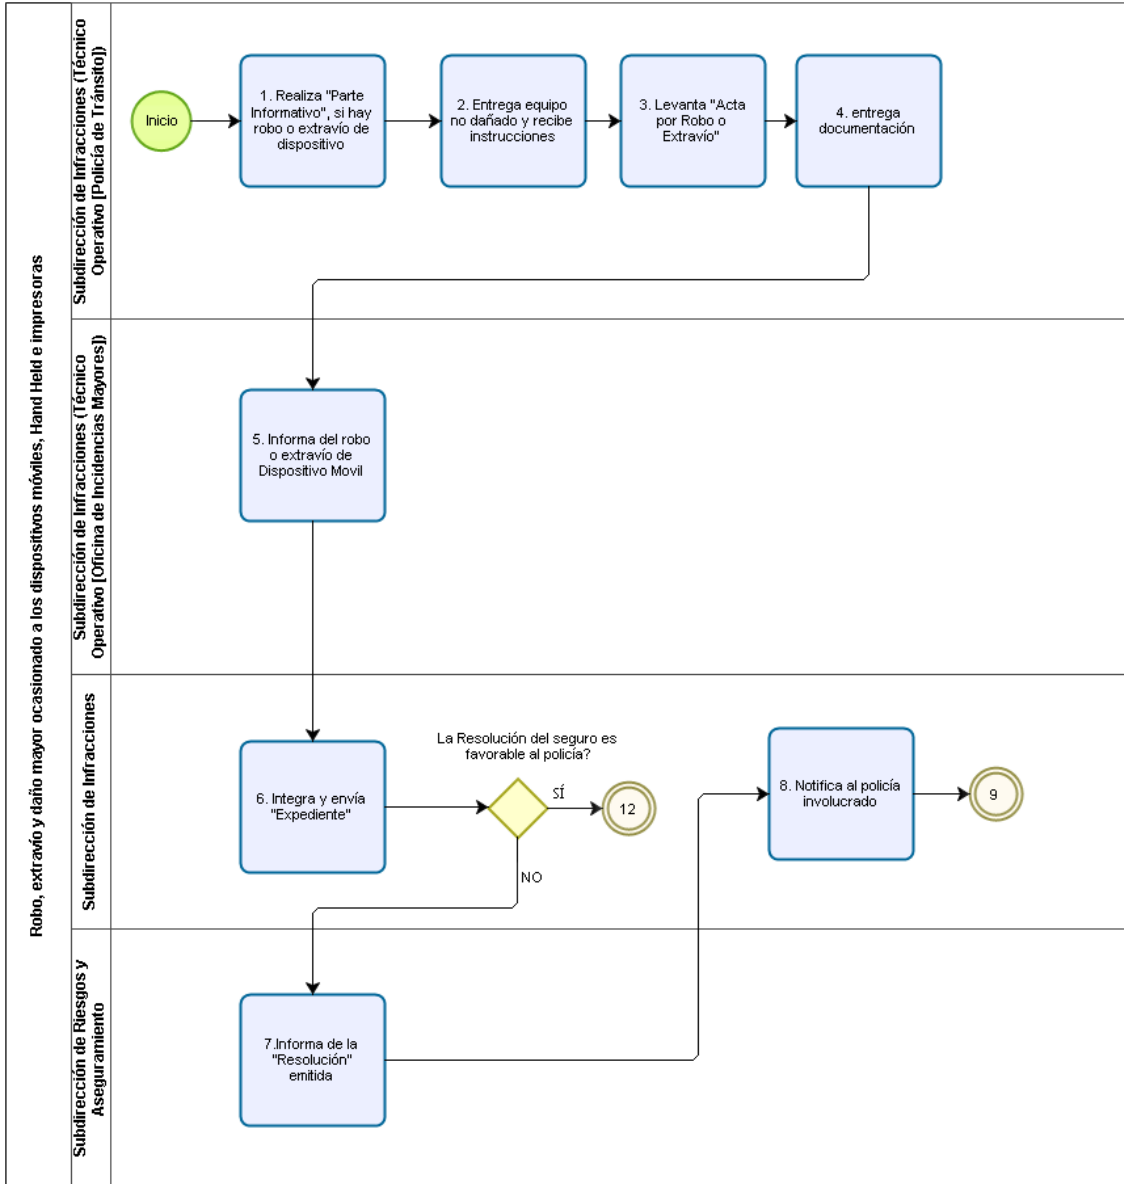 Robo, extravío y daño mayor ocasionado a los dispositivos móviles, Hand Held e impresoras
Subdirección de Infracciones (Técnico
Operativo [Policía de Tránsito])
Inicio
1. Realiza "Parte
Informativo", si hay
robo o extravío de
dispositivo
2. Entrega equipo
no dañado y recibe
instrucciones
3. Levanta "Acta
por Robo o
Extravío"
4. entrega
documentación
Subdirección de Infracciones (Técnico
Operativo [Oficina de Incidencias Mayores])
5. Informa del robo
o extravío de
Dispositivo Movil
Subdirección de Infracciones
6. Integra y envía
"Expediente"
La Resolución del seguro es
favorable al policía?
SÍ
12
NO
8. Notifica al policía
involucrado
9
Subdirección de Riesgos y
Aseguramiento
7.Informa de la
"Resolución"
emitida